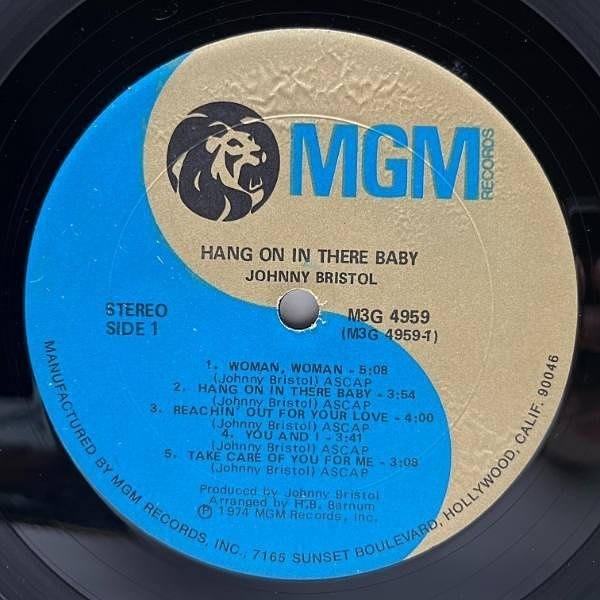 MGM
RECORDS
HANG ON IN THERE BABY
JOHNNY BRISTOL
STEREO
SIDE 1
M3G 4959
(M3G 4959-1)
1. WOMAN, WOMAN - 5:08
(Johnny Bristol) ASCAP
2. HANG ON IN THERE BABY - 3:54
(Johnny Bristol) ASCAP
3. REACHIN' OUT FOR YOUR LOVE - 4:00
(Johnny Bristol) ASCAP
4. YOU AND I - 3:41
(Johnny Bristol) ASCAP
5. TAKE CARE OF YOU FOR ME - 3:08
(Johnny Bristol) ASCAP
Produced by Johnny Bristol
Arranged by H.B. Barnum
Ⓟ 1974 MGM Records, Inc.
MANUFACTURED BY MGM RECORDS, INC., 7165 SUNSET BOULEVARD, HOLLYWOOD, CALIF. 90046